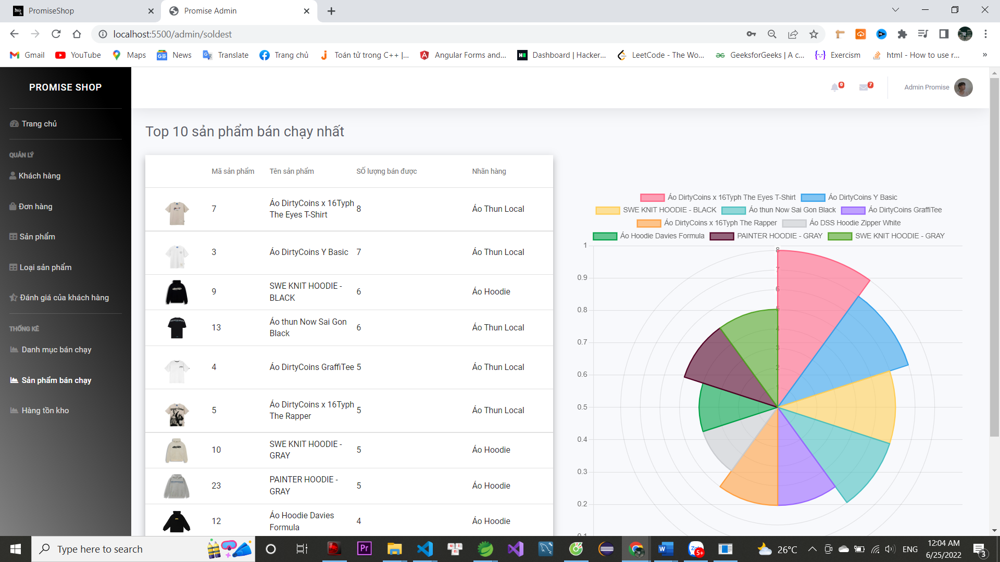 PromiseShop
Promise Admin
localhost:5500/admin/soldest
Gmail
YouTube
Maps
News
Translate
Trang chủ
Toán tử trong C++ |...
Angular Forms and...
Dashboard | Hacker...
LeetCode - The Wo...
GeeksforGeeks | A c...
Exercism
html - How to use r...
»
PROMISE SHOP
0
7
Admin Promise
Trang chủ
QUẢN LÝ
Khách hàng
Đơn hàng
Sản phẩm
Loại sản phẩm
Đánh giá của khách hàng
THỐNG KÊ
Danh mục bán chạy
Sản phẩm bán chạy
Hàng tồn kho
Top 10 sản phẩm bán chạy nhất
Mã sản phẩm Tên sản phẩm SỐ lượng bán được Nhãn hàng
7 Áo DirtyCoins x 16Typh The Eyes T-Shirt 8 Áo Thun Local
3 Áo DirtyCoins Y Basic 7 Áo Thun Local
9 SWE KNIT HOODIE - BLACK 6 Áo Hoodie
13 Áo thun Now Sai Gon Black 6 Áo Thun Local
4 Áo DirtyCoins GraffiTee 5 Áo Thun Local
5 Áo DirtyCoins x 16Typh The Rapper 5 Áo Thun Local
10 SWE KNIT HOODIE - GRAY 5 Áo Hoodie
23 PAINTER HOODIE - GRAY 5 Áo Hoodie
12 Áo Hoodie Davies Formula 4 Áo Hoodie
Áo DirtyCoins x 16Typh The Eyes T-Shirt Áo DirtyCoins Y Basic
SWE KNIT HOODIE - BLACK Áo thun Now Sai Gon Black Áo DirtyCoins GraffiTee
Áo DirtyCoins x 16Typh The Rapper Áo DSS Hoodie Zipper White
Áo Hoodie Davies Formula PAINTER HOODIE - GRAY SWE KNIT HOODIE - GRAY
1
0.9
0.8
0.7
0.6
0.5
0.4
0.3
0.2
0.1
8
7
6
5
4
3
2
1
Type here to search
Pr
5+
26°C
ENG
12:04 AM
6/25/2022
3